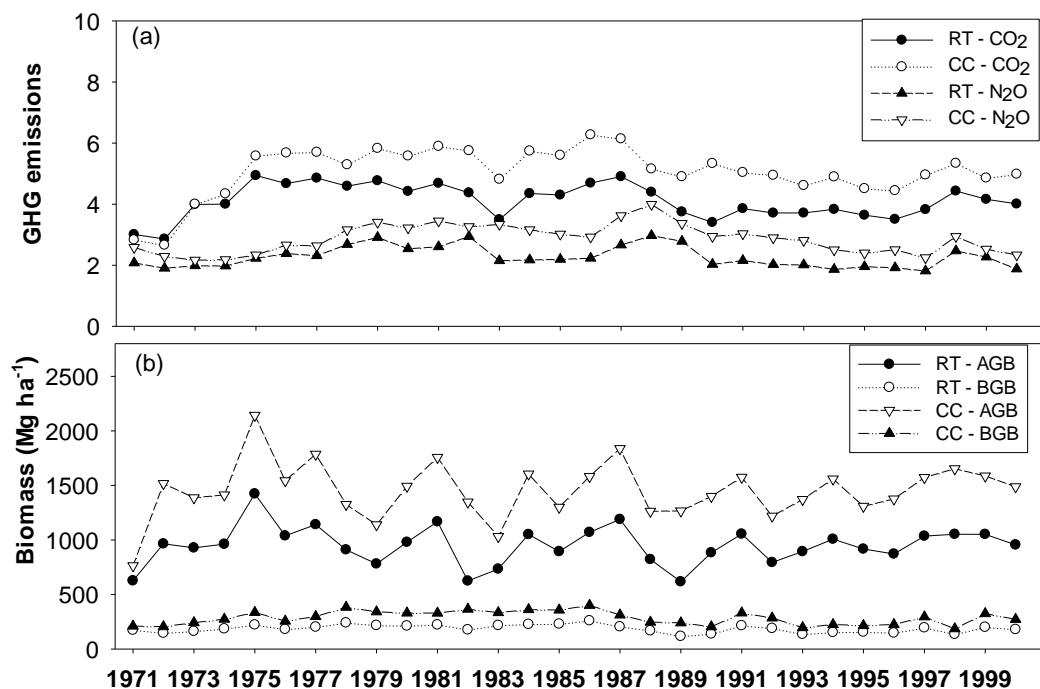 (a)
GHG emissions
10
8
6
4
2
0
RT - CO2
CC - CO2
RT - N2O
CC - N2O
(b)
Biomass (Mg ha-1)
2500
2000
1500
1000
500
0
RT - AGB
RT - BGB
CC - AGB
CC - BGB
1971 1973 1975 1977 1979 1981 1983 1985 1987 1989 1991 1993 1995 1997 1999